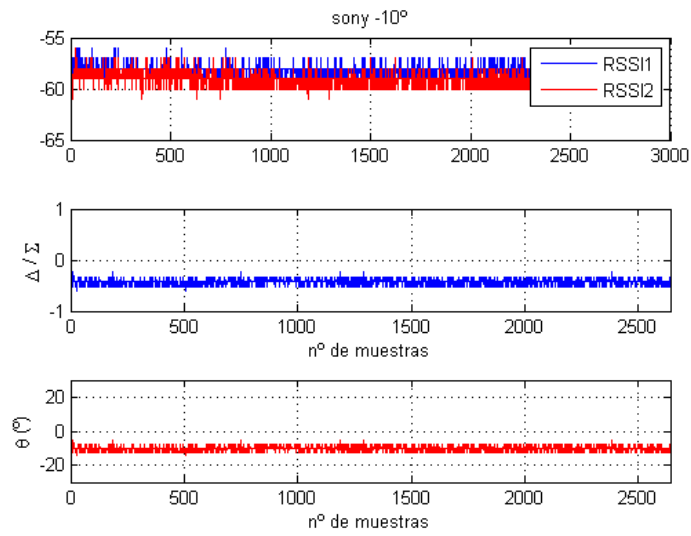 sony -10º
-55
-60
-65
RSSI1
RSSI2
0 500 1000 1500 2000 2500 3000
1
0
-1
Δ / Σ
0 500 1000 1500 2000 2500
nº de muestras
20
0
-20
θ (º)
0 500 1000 1500 2000 2500
nº de muestras